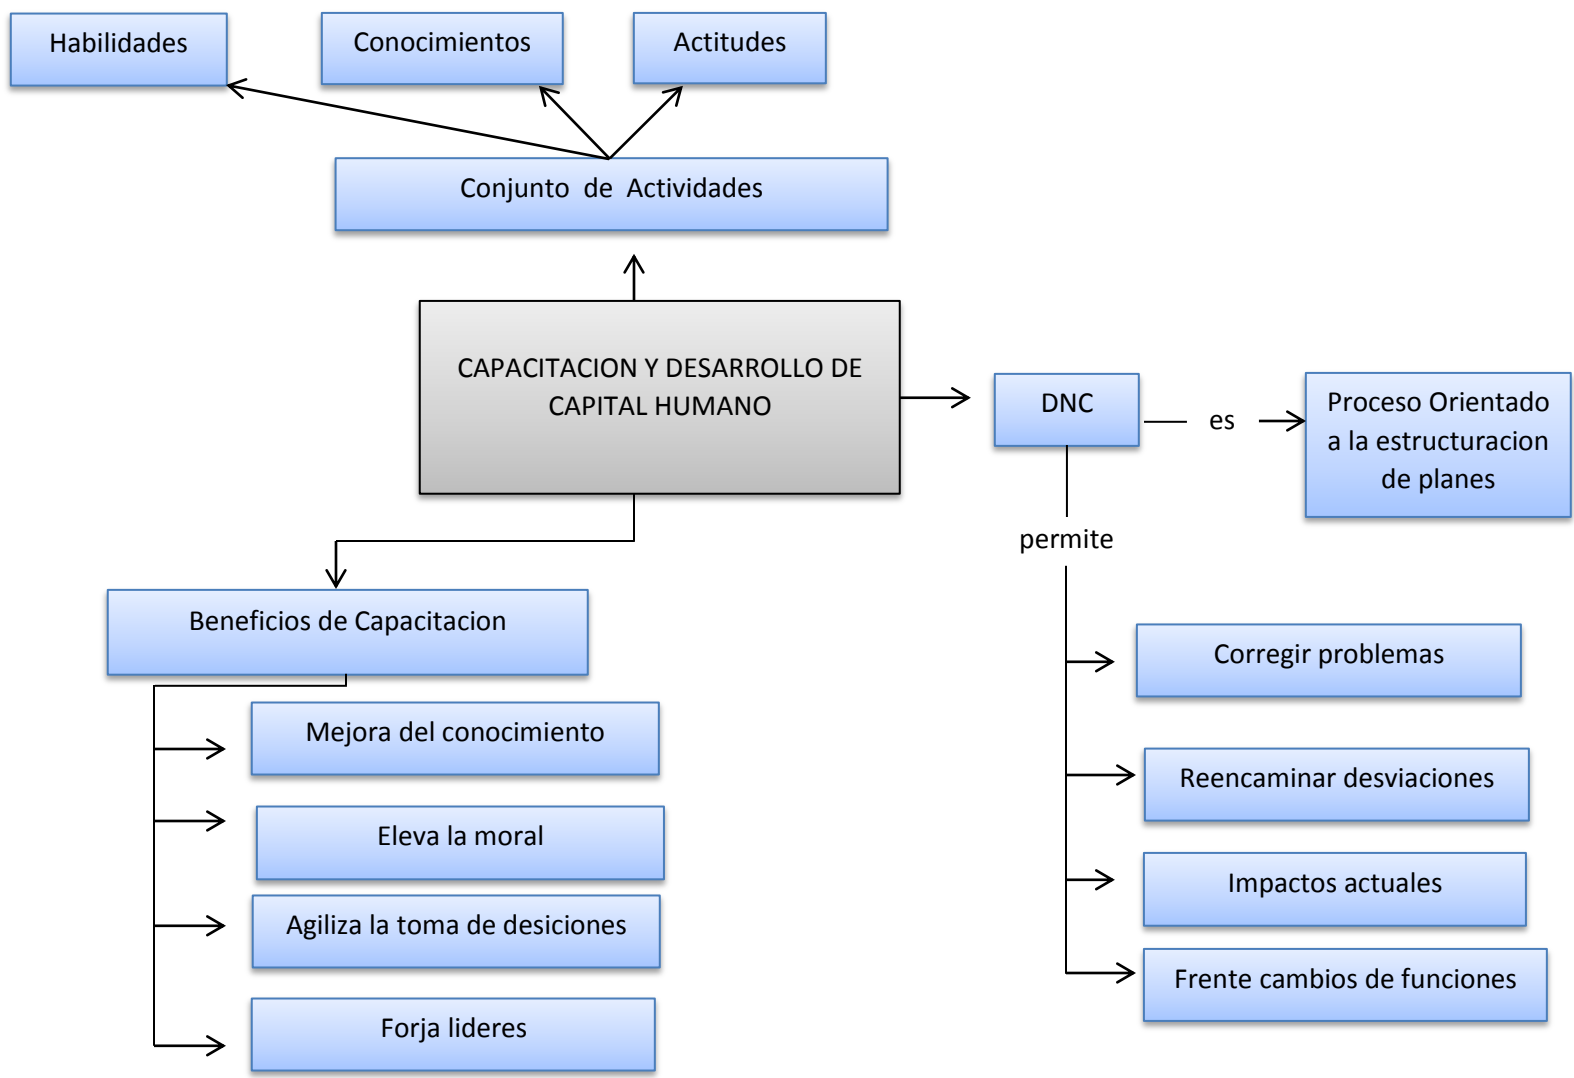 Habilidades
Conocimientos
Actitudes
Conjunto de Actividades
CAPACITACION Y DESARROLLO DE
CAPITAL HUMANO
DNC
es
Proceso Orientado
a la estructuracion
de planes
permite
Beneficios de Capacitacion
Mejora del conocimiento
Eleva la moral
Agiliza la toma de desiciones
Forja lideres
Corregir problemas
Reencaminar desviaciones
Impactos actuales
Frente cambios de funciones